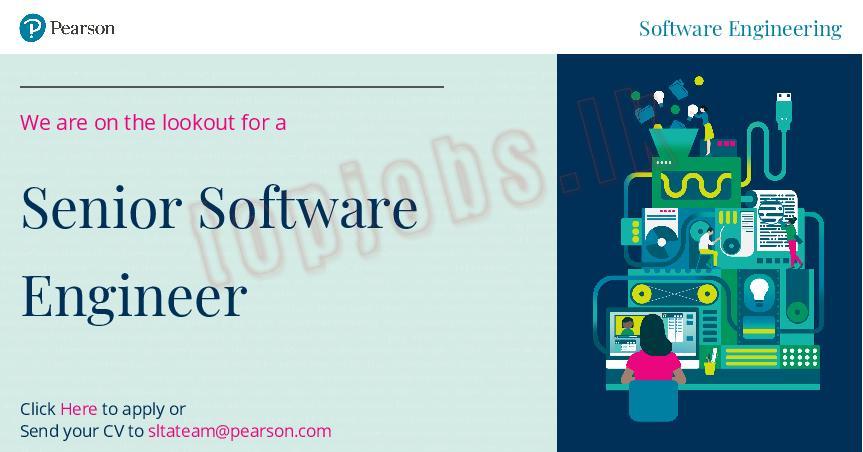 Pearson
Software Engineering
We are on the lookout for a
Senior Software
Engineer
topjobs.lk
Click Here to apply or
Send your CV to sltateam@pearson.com